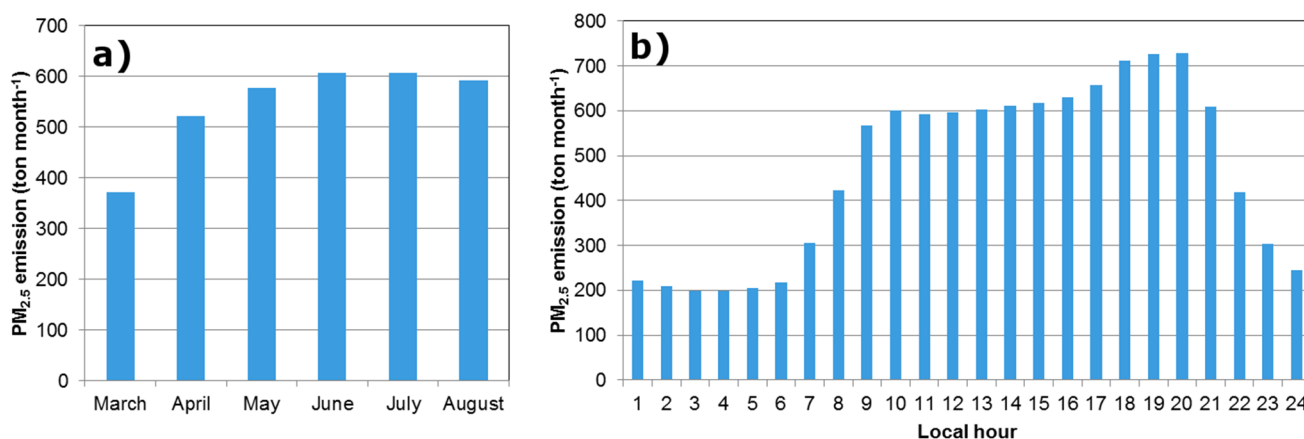 a)
PM2.5 emission (ton month-1)
700
600
500
400
300
200
100
0
March April May June July August
b)
PM2.5 emission (ton month-1)
800
700
600
500
400
300
200
100
0
1 2 3 4 5 6 7 8 9 10 11 12 13 14 15 16 17 18 19 20 21 22 23 24
Local hour